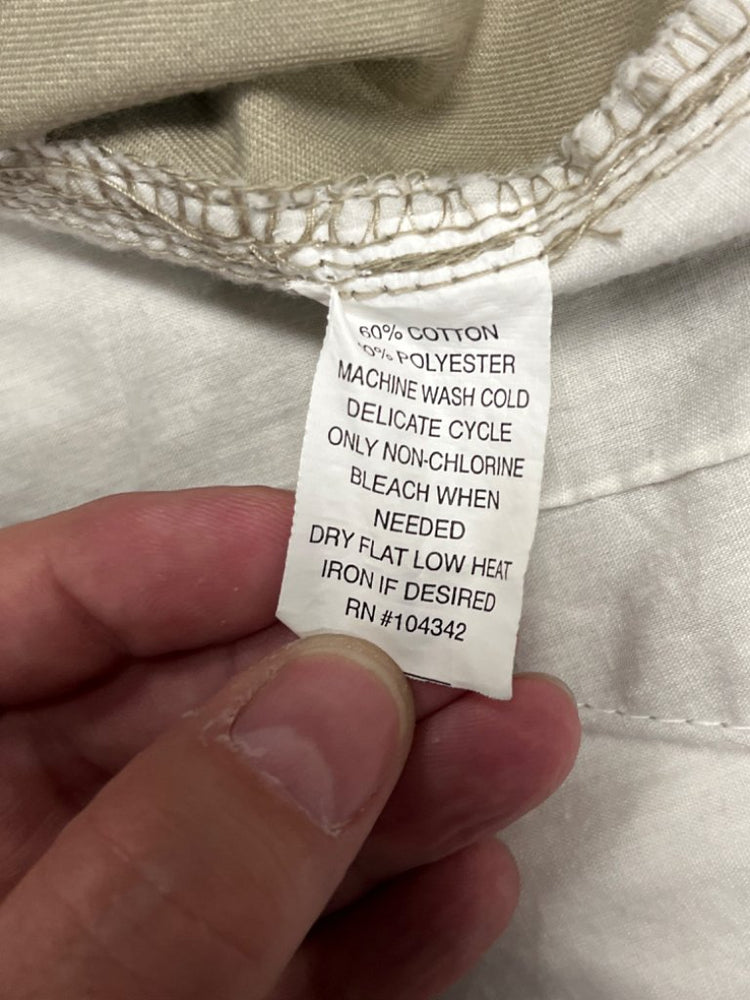 60% COTTON
0% POLYESTER
MACHINE WASH COLD
DELICATE CYCLE
ONLY NON-CHLORINE
BLEACH WHEN
NEEDED
DRY FLAT LOW HEAT
IRON IF DESIRED
RN #104342